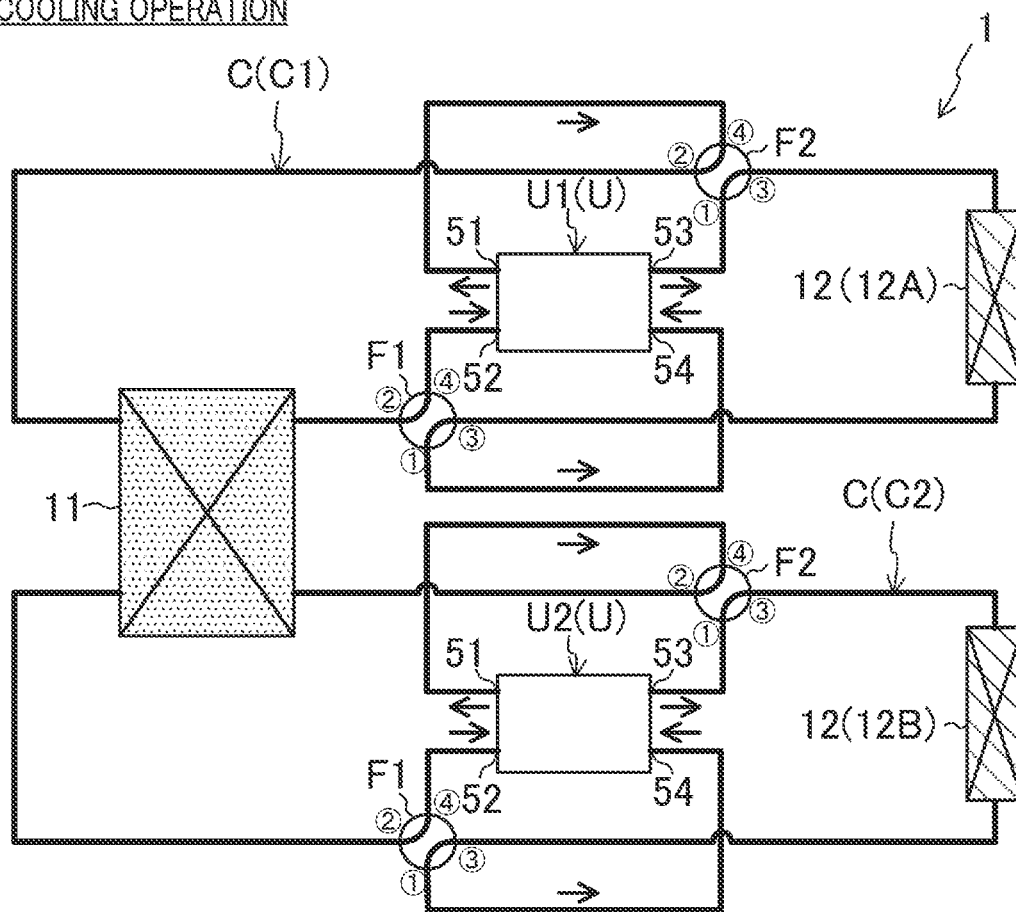 COOLING OPERATION
1
C(C1)
④
② F2
U1(U) ③
51 53 ①
12(12A)
F1 52 54
② ④
① ③
11
C(C2)
④
② F2
U2(U) ③
51 53 ①
12(12B)
F1 52 54
② ④
① ③